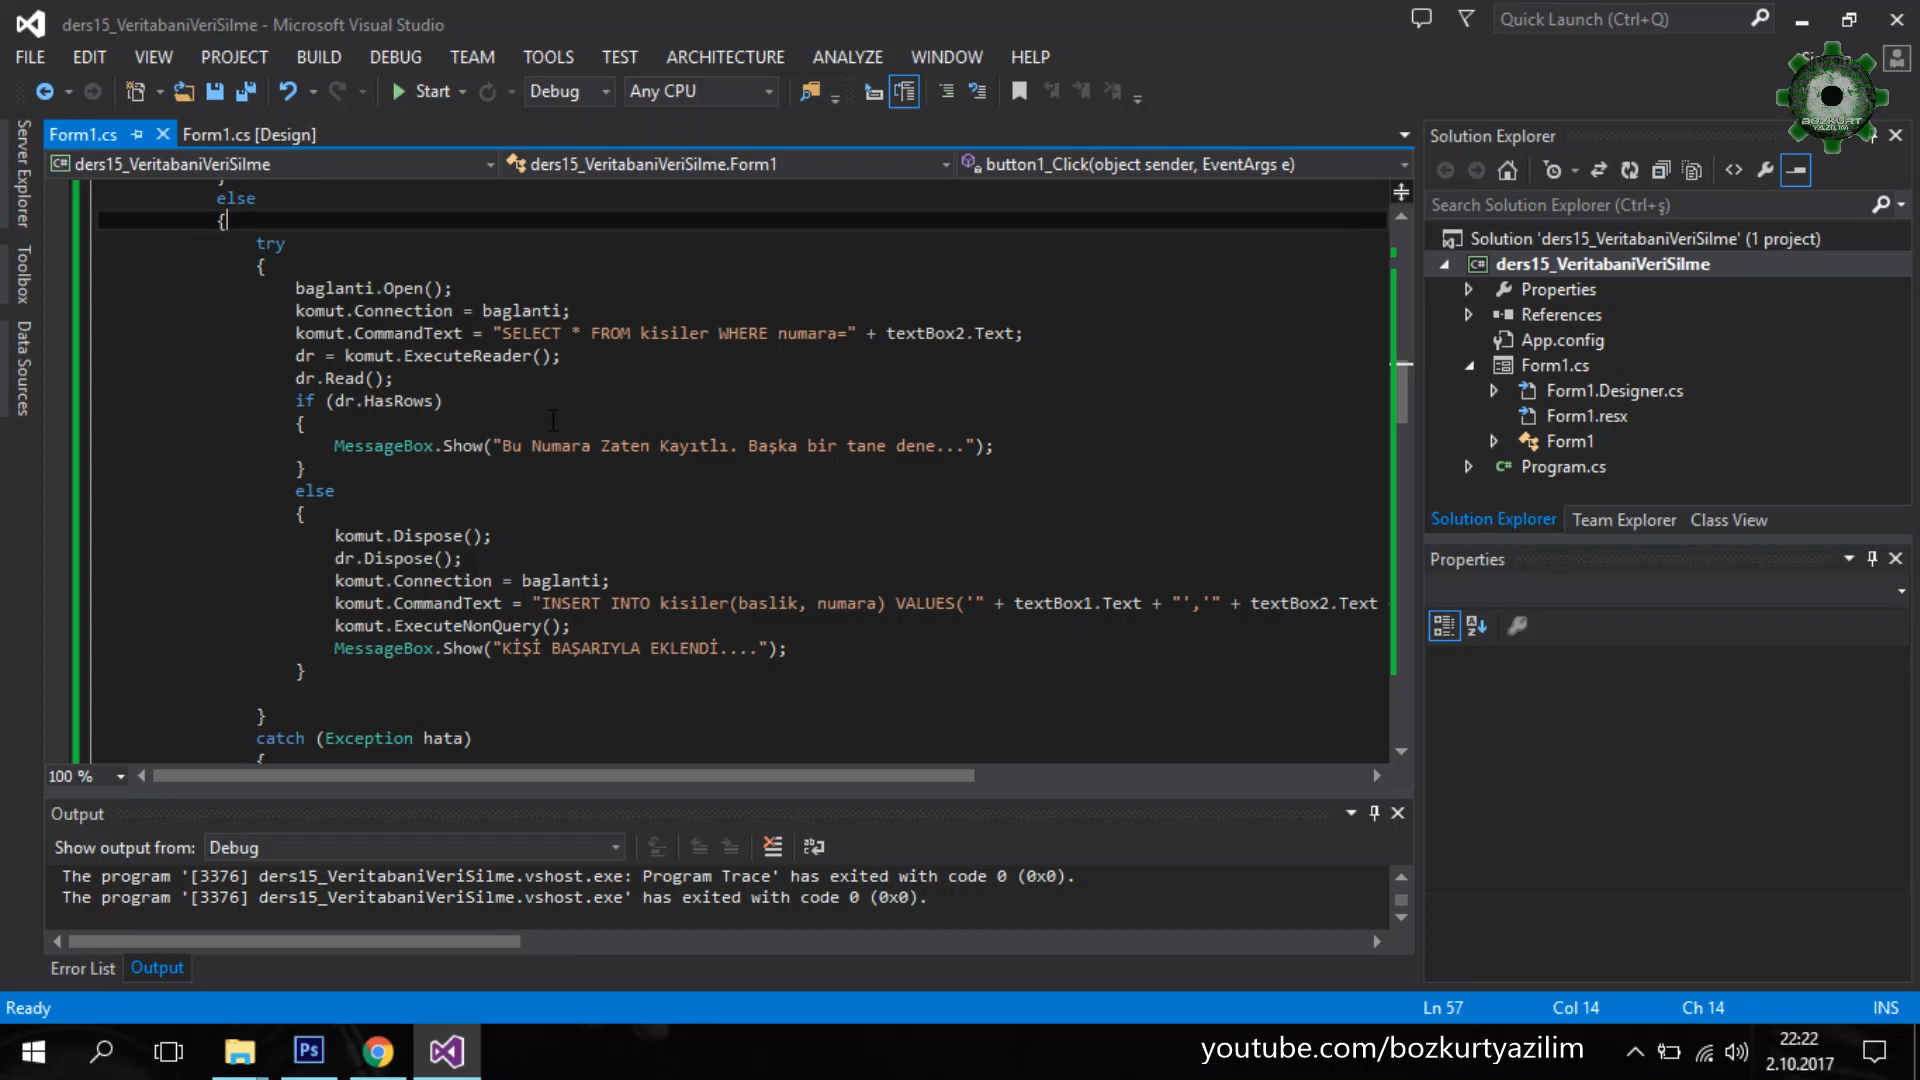 ders15_VeritabaniVeriSilme - Microsoft Visual Studio
Quick Launch (Ctrl+Q)
FILE EDIT VIEW PROJECT BUILD DEBUG TEAM TOOLS TEST ARCHITECTURE ANALYZE WINDOW HELP
Start Debug Any CPU
BOZKURT
YAZILIM
Server Explorer
Toolbox
Data Sources
Form1.cs Form1.cs [Design]
ders15_VeritabaniVeriSilme ders15_VeritabaniVeriSilme.Form1 button1_Click(object sender, EventArgs e)
else
{
try
{
baglanti.Open();
komut.Connection = baglanti;
komut.CommandText = "SELECT * FROM kisiler WHERE numara=" + textBox2.Text;
dr = komut.ExecuteReader();
dr.Read();
if (dr.HasRows)
{
MessageBox.Show("Bu Numara Zaten Kayıtlı. Başka bir tane dene...");
}
else
{
komut.Dispose();
dr.Dispose();
komut.Connection = baglanti;
komut.CommandText = "INSERT INTO kisiler(baslik, numara) VALUES('" + textBox1.Text + "','" + textBox2.Text
komut.ExecuteNonQuery();
MessageBox.Show("KİŞİ BAŞARIYLA EKLENDİ....");
}
}
catch (Exception hata)
{
100 %
Output
Show output from: Debug
The program '[3376] ders15_VeritabaniVeriSilme.vshost.exe: Program Trace' has exited with code 0 (0x0).
The program '[3376] ders15_VeritabaniVeriSilme.vshost.exe' has exited with code 0 (0x0).
Error List Output
Solution Explorer
Search Solution Explorer (Ctrl+ş)
Solution 'ders15_VeritabaniVeriSilme' (1 project)
ders15_VeritabaniVeriSilme
Properties
References
App.config
Form1.cs
Form1.Designer.cs
Form1.resx
Form1
Program.cs
Solution Explorer Team Explorer Class View
Properties
Ready Ln 57 Col 14 Ch 14 INS
youtube.com/bozkurtyazilim
22:22
2.10.2017